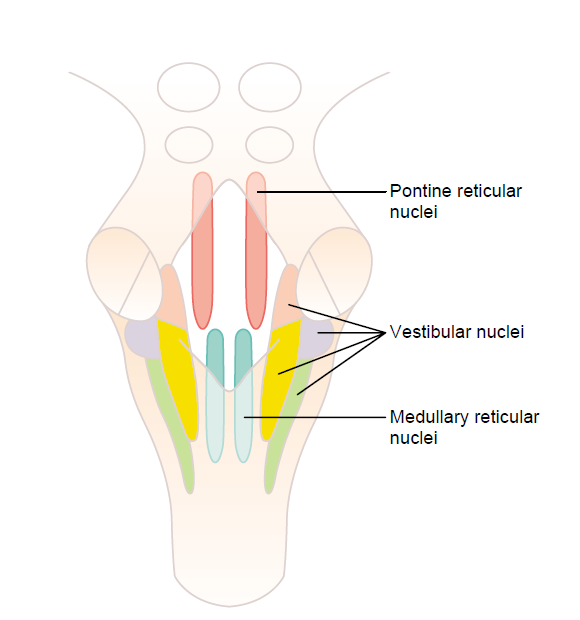 Pontine reticular
nuclei
Vestibular nuclei
Medullary reticular
nuclei